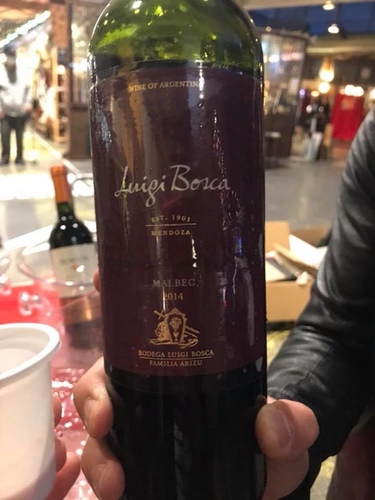 WINE OF ARGENTINA
Luigi Bosca
EST. 1901
MENDOZA
MALBEC
2014
BODEGA LUIGI BOSCA
FAMILIA ARIZU